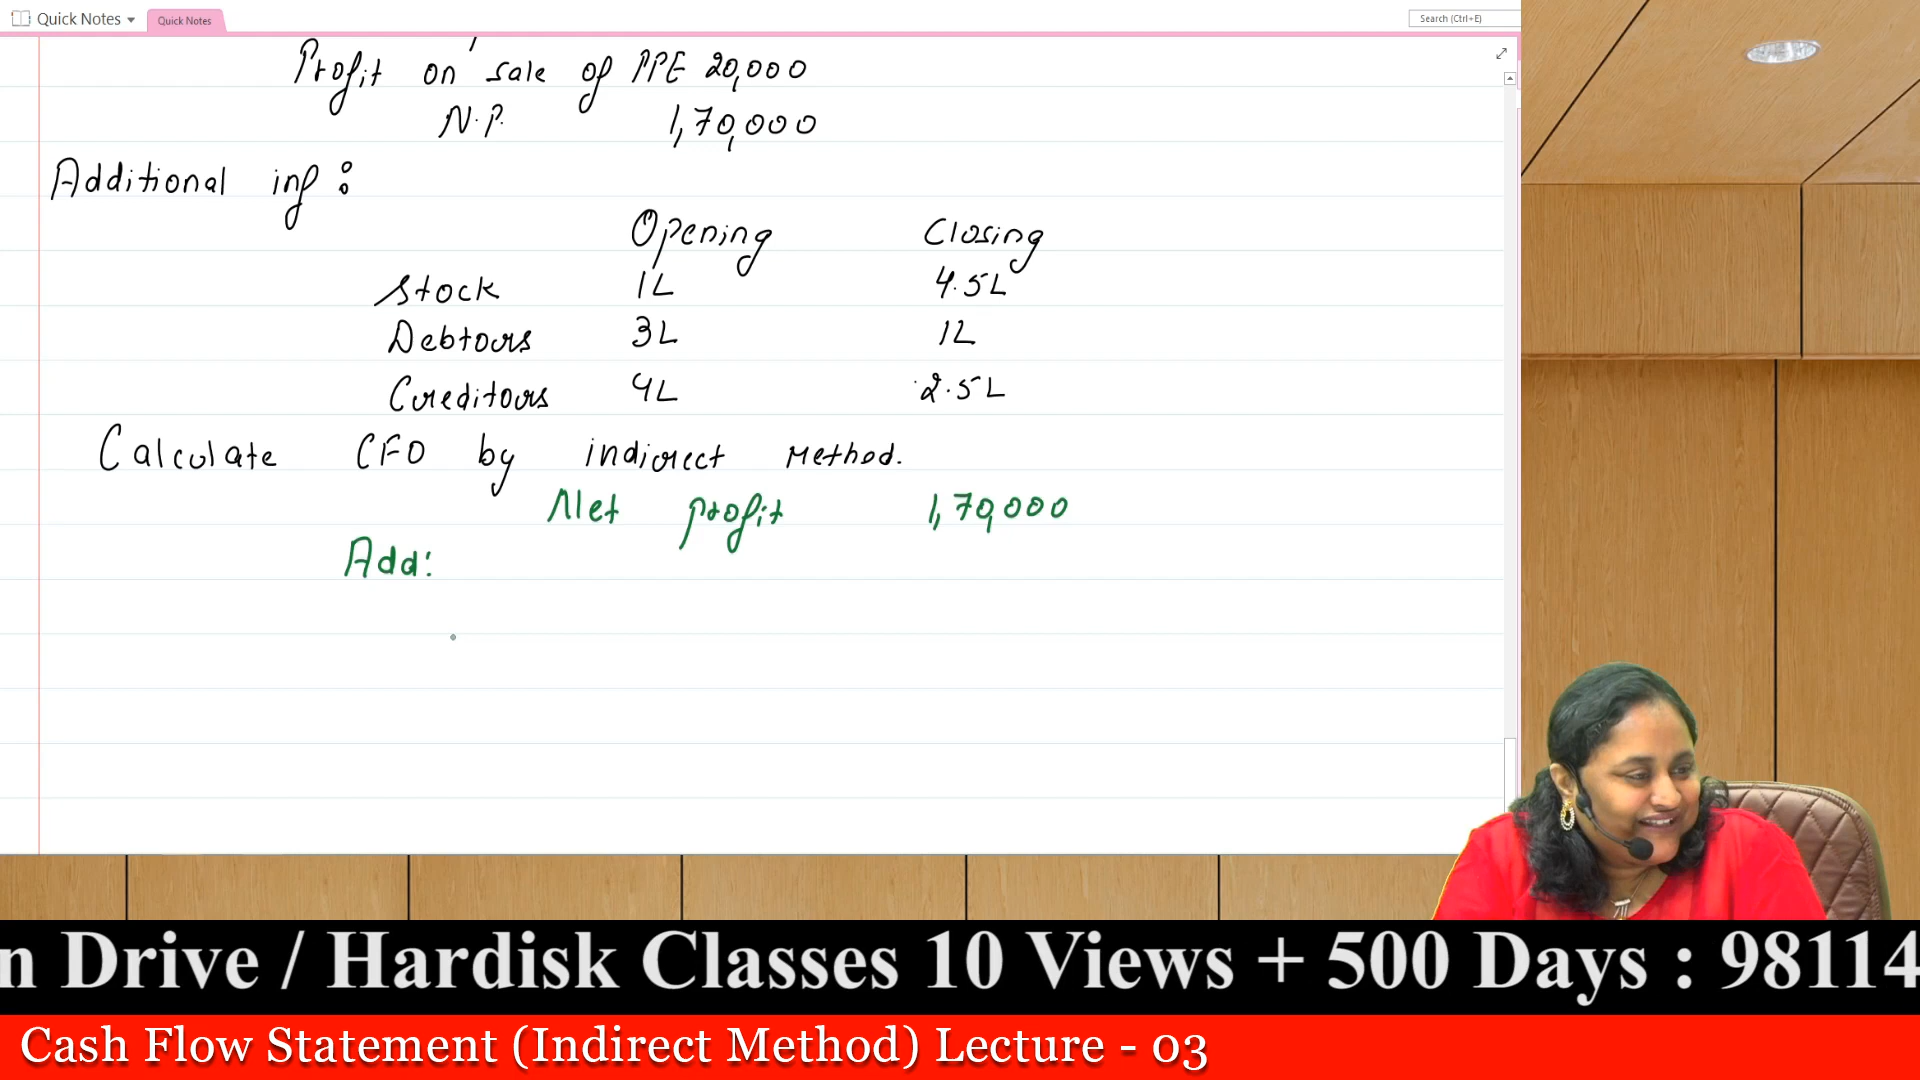 Quick Notes
Quick Notes
Search (Ctrl+E)
Profit on sale of PPE 20,000
N.P. 1,70,000
Additional inf :
Opening Closing
Stock 1L 4.5L
Debtors 3L 1L
Creditors 4L 2.5L
Calculate CFO by indirect method.
Net profit 1,70,000
Add:
n Drive / Hardisk Classes 10 Views + 500 Days : 98114
Cash Flow Statement (Indirect Method) Lecture - 03